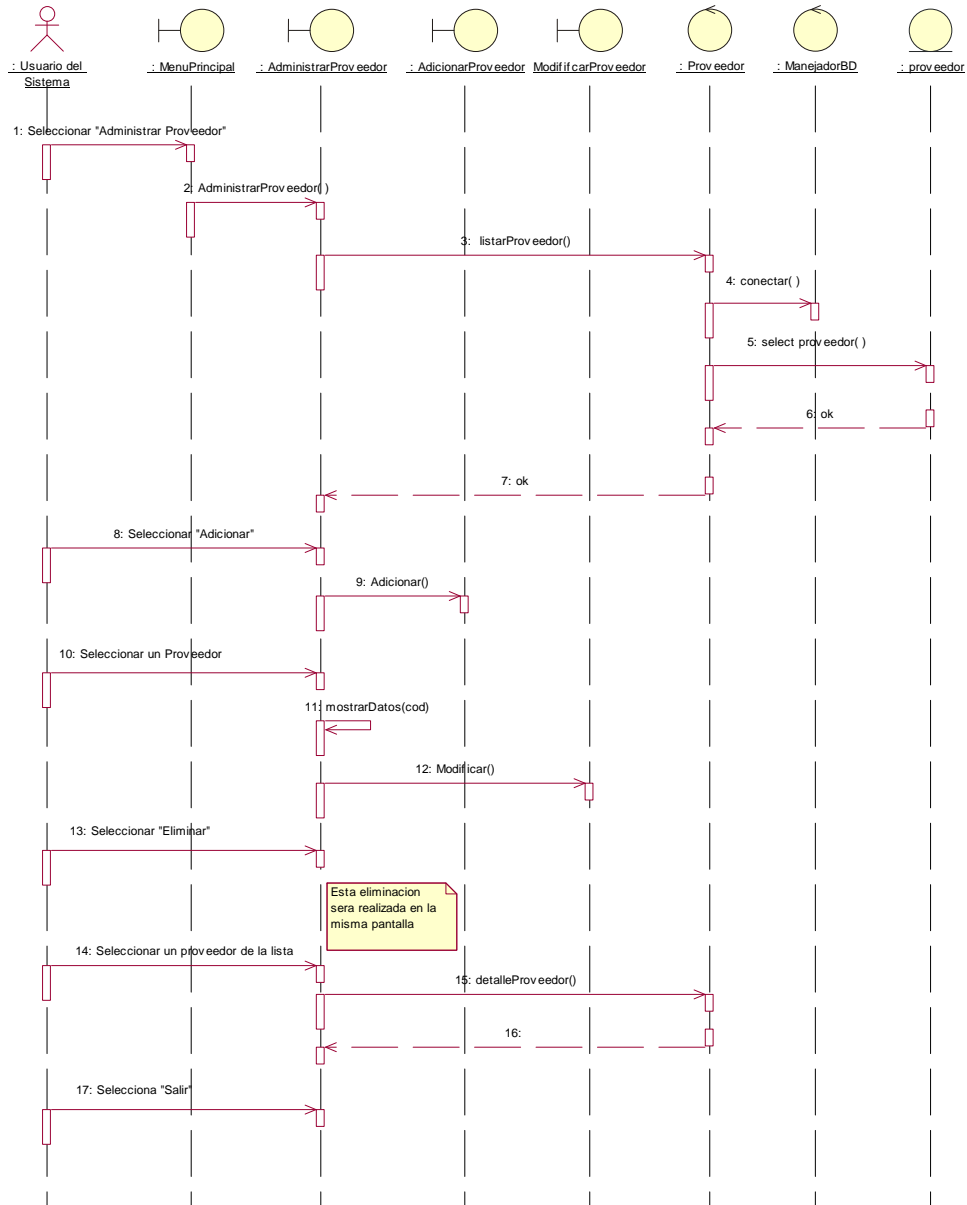 : Usuario del
Sistema
: MenuPrincipal
: AdministrarProveedor
: AdicionarProveedor
ModififcarProveedor
: Proveedor
: ManejadorBD
: proveedor
1: Seleccionar "Administrar Proveedor"
2: AdministrarProveedor( )
3: listarProveedor()
4: conectar( )
5: select proveedor( )
6: ok
7: ok
8: Seleccionar "Adicionar"
9: Adicionar()
10: Seleccionar un Proveedor
11: mostrarDatos(cod)
12: Modificar()
13: Seleccionar "Eliminar"
Esta eliminacion
sera realizada en la
misma pantalla
14: Seleccionar un proveedor de la lista
15: detalleProveedor()
16:
17: Selecciona "Salir"